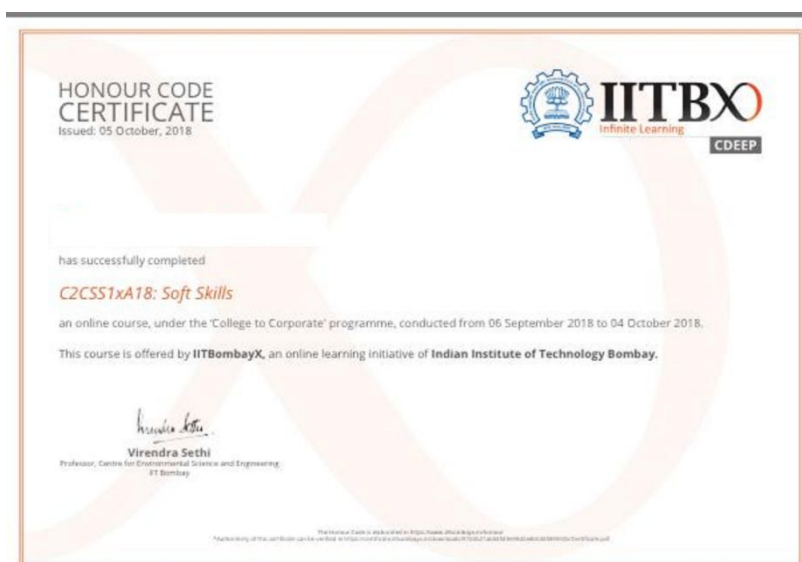 HONOUR CODE
CERTIFICATE
Issued: 05 October, 2018
IITBX
Infinite Learning
CDEEP
has successfully completed
C2CSS1xA18: Soft Skills
an online course, under the 'College to Corporate' programme, conducted from 06 September 2018 to 04 October 2018.
This course is offered by IITBombayX, an online learning initiative of Indian Institute of Technology Bombay.
Virendra Sethi
Professor, Centre for Environmental Science and Engineering
IIT Bombay